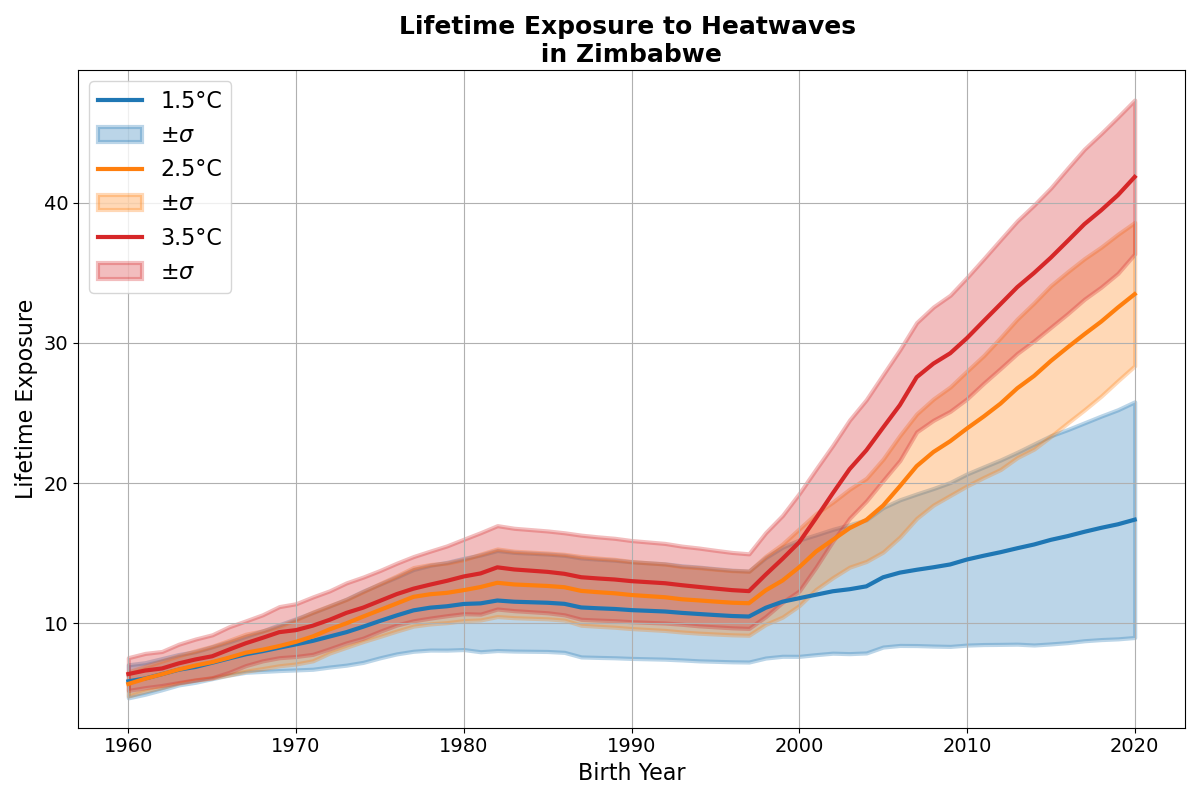 Lifetime Exposure to Heatwaves
in Zimbabwe
1.5°C
±σ
2.5°C
±σ
3.5°C
±σ
Lifetime Exposure
40
30
20
10
1960
1970
1980
1990
2000
2010
2020
Birth Year